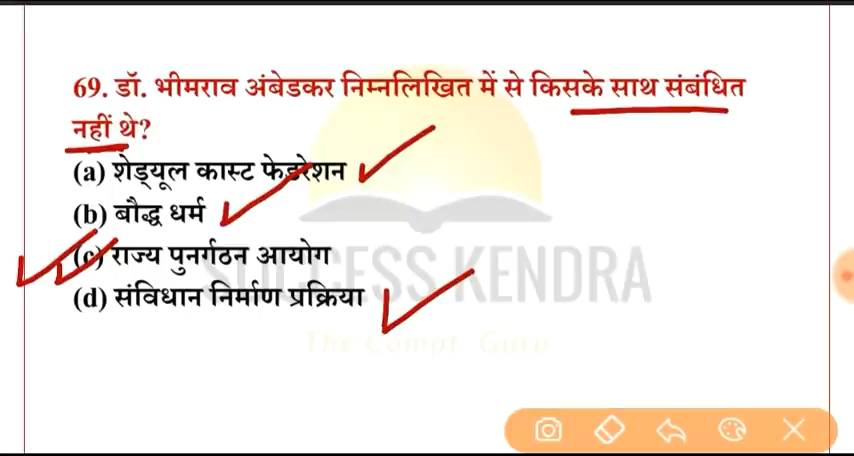 69. डॉ. भीमराव अंबेडकर निम्नलिखित में से किसके साथ संबंधित
नहीं थे?
(a) शेड्यूल कास्ट फेडरेशन
(b) बौद्ध धर्म
(c) राज्य पुनर्गठन आयोग
(d) संविधान निर्माण प्रक्रिया
SUCCESS KENDRA
The Compt. Guru